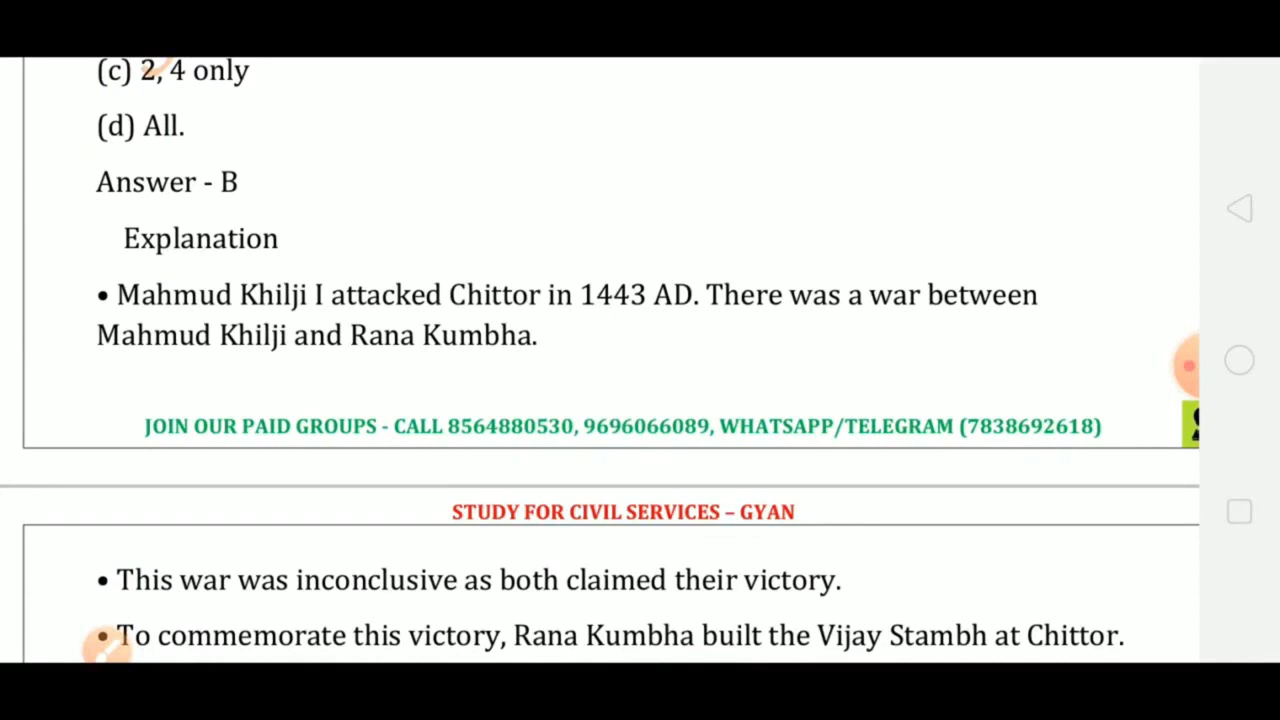 (c) 2, 4 only
(d) All.
Answer - B
Explanation
• Mahmud Khilji I attacked Chittor in 1443 AD. There was a war between
Mahmud Khilji and Rana Kumbha.
JOIN OUR PAID GROUPS - CALL 8564880530, 9696066089, WHATSAPP/TELEGRAM (7838692618)
STUDY FOR CIVIL SERVICES – GYAN
• This war was inconclusive as both claimed their victory.
• To commemorate this victory, Rana Kumbha built the Vijay Stambh at Chittor.